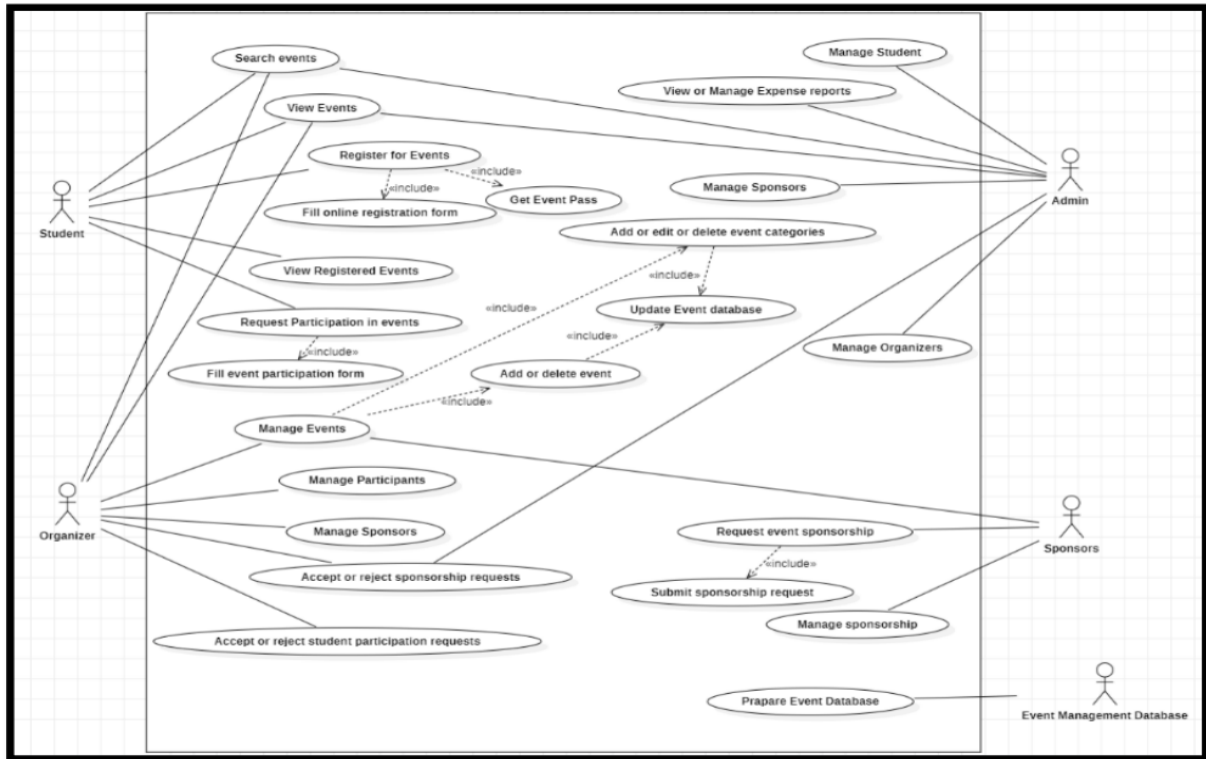 Search events
Manage Student
View or Manage Expense reports
View Events
Register for Events
«include»
«include»
Manage Sponsors
Get Event Pass
Admin
Fill online registration form
Student
Add or edit or delete event categories
View Registered Events
«include»
«include»
Update Event database
Request Participation in events
«include»
Manage Organizers
«include»
Fill event participation form
Add or delete event
«include»
Manage Events
Manage Participants
Organizer
Manage Sponsors
Request event sponsorship
Sponsors
«include»
Accept or reject sponsorship requests
Submit sponsorship request
Manage sponsorship
Accept or reject student participation requests
Prapare Event Database
Event Management Database